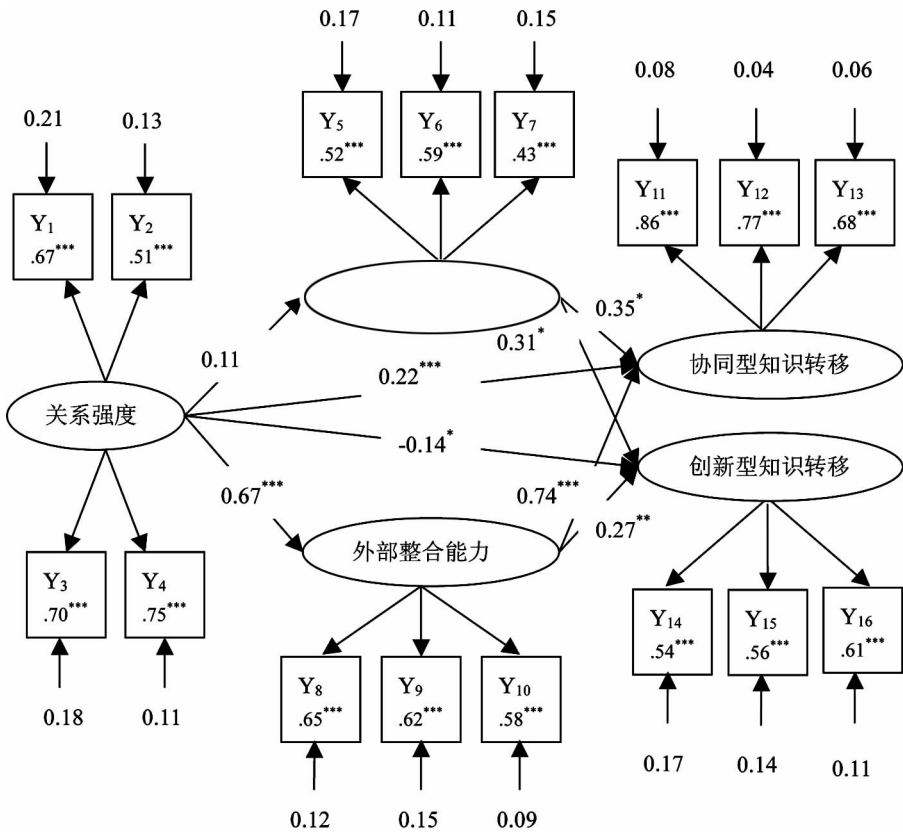 0.17 0.11 0.15
0.08 0.04 0.06
0.21 0.13
Y5 Y6 Y7
.52*** .59*** .43***
Y11 Y12 Y13
.86*** .77*** .68***
Y1 Y2
.67*** .51***
0.35*
0.31*
0.11
协同型知识转移
0.22***
关系强度
-0.14*
创新型知识转移
0.67*** 0.74***
0.27**
外部整合能力
Y3 Y4
.70*** .75***
Y14 Y15 Y16
.54*** .56*** .61***
Y8 Y9 Y10
.65*** .62*** .58***
0.18 0.11
0.17 0.14 0.11
0.12 0.15 0.09